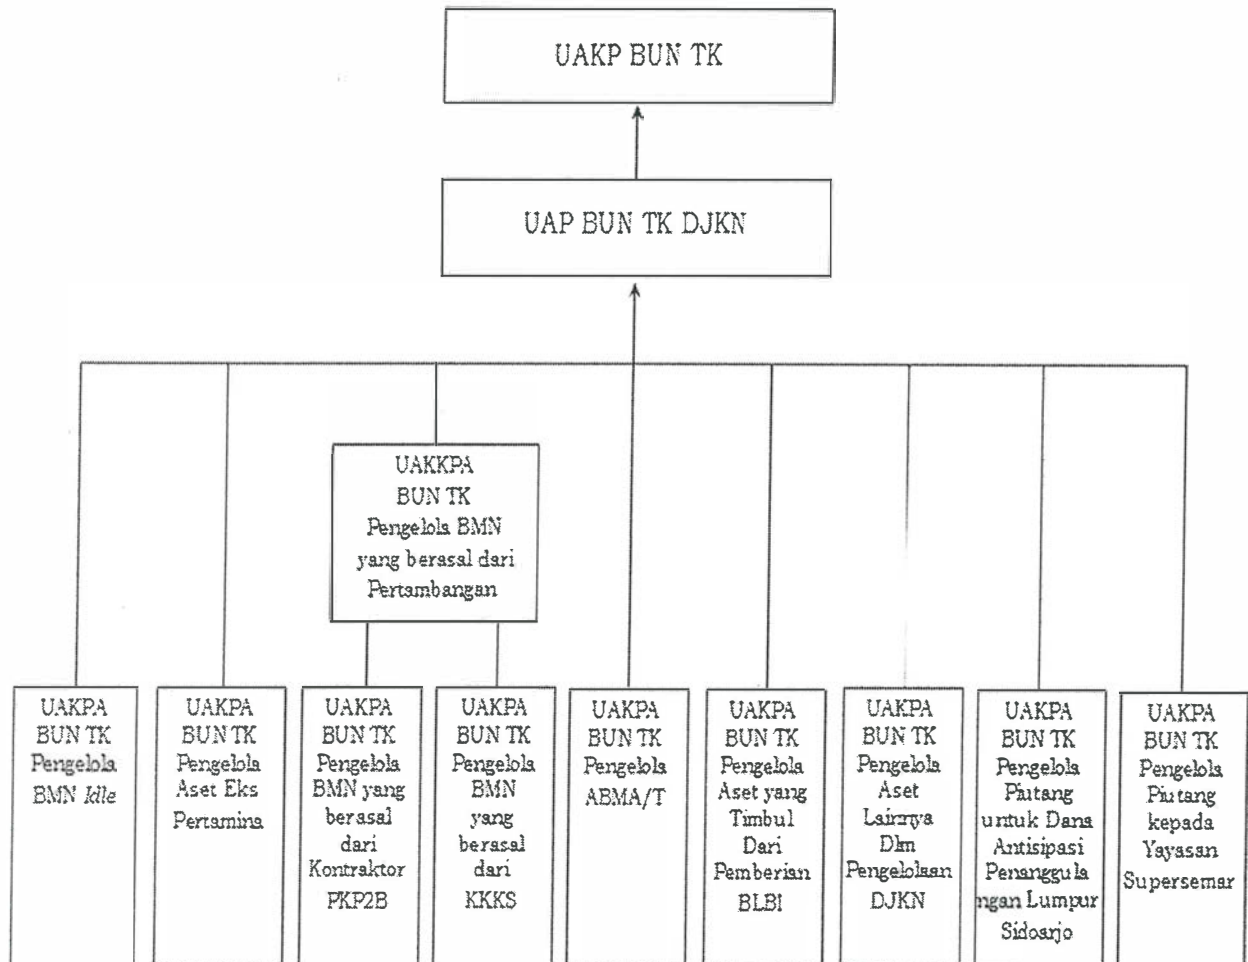 UAKP BUN TK
UAP BUN TK DJKN
UAKKPA
BUN TK
Pengelola BMN
yang berasal dari
Pertambangan
UAKPA
BUN TK
Pengelola
BMN Idle
UAKPA
BUN TK
Pengelola
Aset Eks
Pertamina
UAKPA
BUN TK
Pengelola
BMN yang
berasal
dari
Kontraktor
PKP2B
UAKPA
BUN TK
Pengelola
BMN
yang
berasal
dari
KKKS
UAKPA
BUN TK
Pengelola
ABMA/T
UAKPA
BUN TK
Pengelola
Aset yang
Timbul
Dari
Pemberian
BLBI
UAKPA
BUN TK
Pengelola
Aset
Lainnya
Dlm
Pengelolaan
DJKN
UAKPA
BUN TK
Pengelola
Piutang
untuk Dana
Antisipasi
Penanggula
ngan Lumpur
Sidoarjo
UAKPA
BUN TK
Pengelola
Piutang
kepada
Yayasan
Supersemar